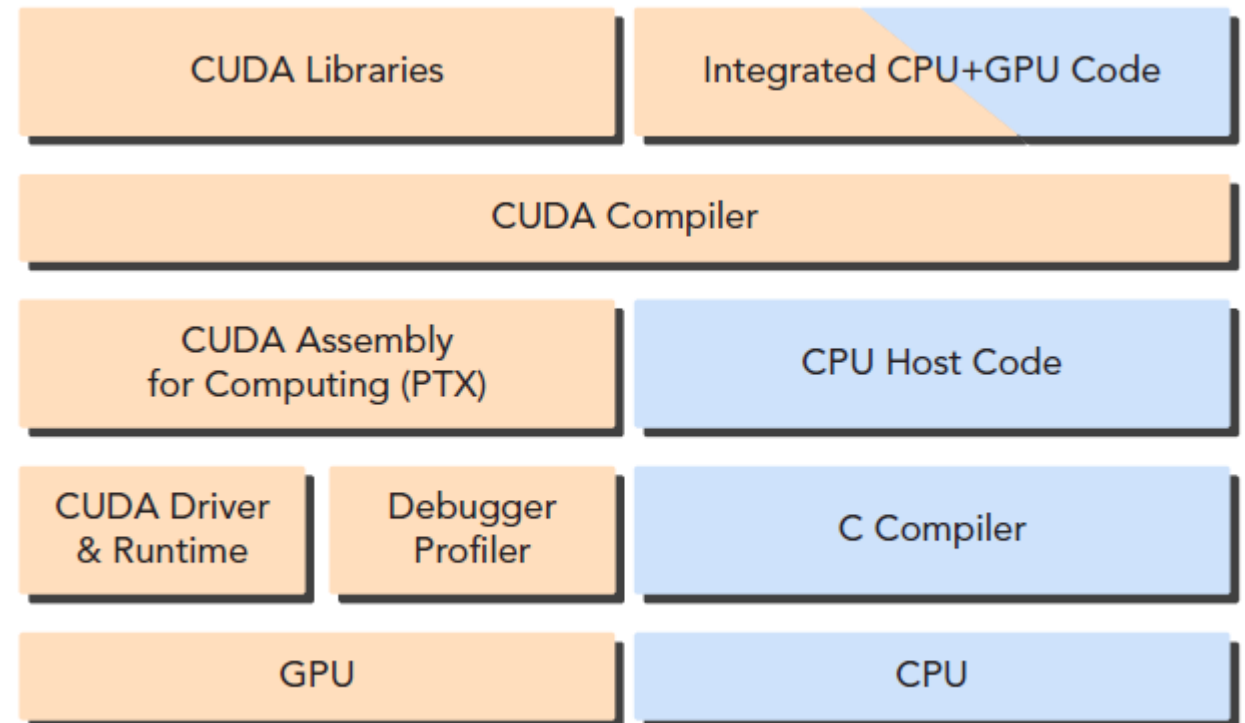 CUDA Libraries
Integrated CPU+GPU Code
CUDA Compiler
CUDA Assembly
for Computing (PTX)
CPU Host Code
CUDA Driver
& Runtime
Debugger
Profiler
C Compiler
GPU
CPU